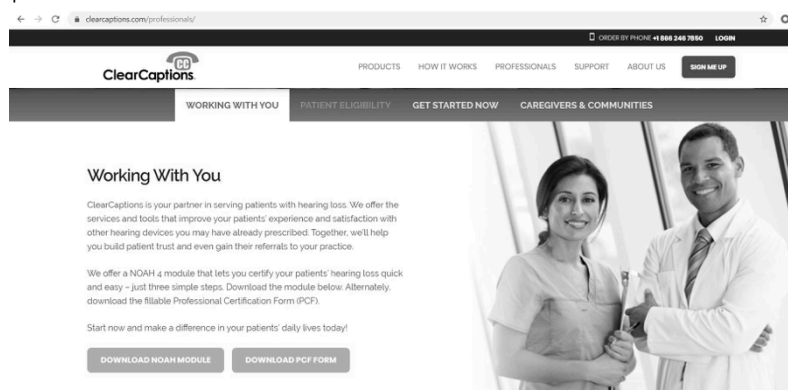 clearcaptions.com/professionals/
ORDER BY PHONE +1 866 246 7850 LOGIN
CC
ClearCaptions
PRODUCTS HOW IT WORKS PROFESSIONALS SUPPORT ABOUT US SIGN ME UP
WORKING WITH YOU PATIENT ELIGIBILITY GET STARTED NOW CAREGIVERS & COMMUNITIES
Working With You
ClearCaptions is your partner in serving patients with hearing loss. We offer the
services and tools that improve your patients' experience and satisfaction with
other hearing devices you may have already prescribed. Together, we'll help
you build patient trust and even gain their referrals to your practice.
We offer a NOAH 4 module that lets you certify your patients' hearing loss quick
and easy – just three simple steps. Download the module below. Alternately,
download the fillable Professional Certification Form (PCF).
Start now and make a difference in your patients' daily lives today!
DOWNLOAD NOAH MODULE DOWNLOAD PCF FORM